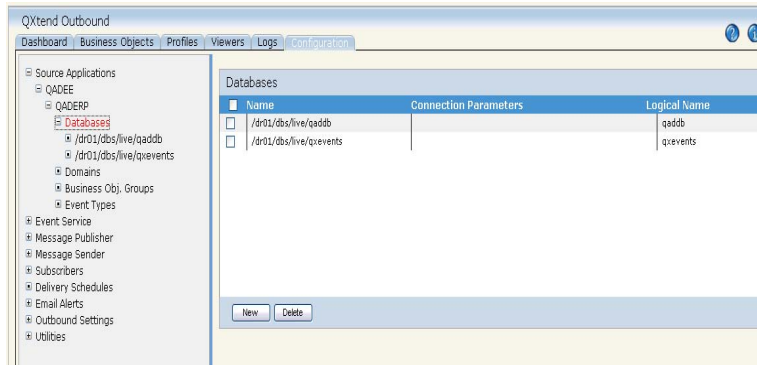 QXtend Outbound
Dashboard Business Objects Profiles Viewers Logs Configuration
Source Applications
QADEE
QADERP
Databases
/dr01/dbs/live/qaddb
/dr01/dbs/live/qxevents
Domains
Business Obj. Groups
Event Types
Event Service
Message Publisher
Message Sender
Subscribers
Delivery Schedules
Email Alerts
Outbound Settings
Utilities
Databases
Name Connection Parameters Logical Name
/dr01/dbs/live/qaddb qaddb
/dr01/dbs/live/qxevents qxevents
New Delete